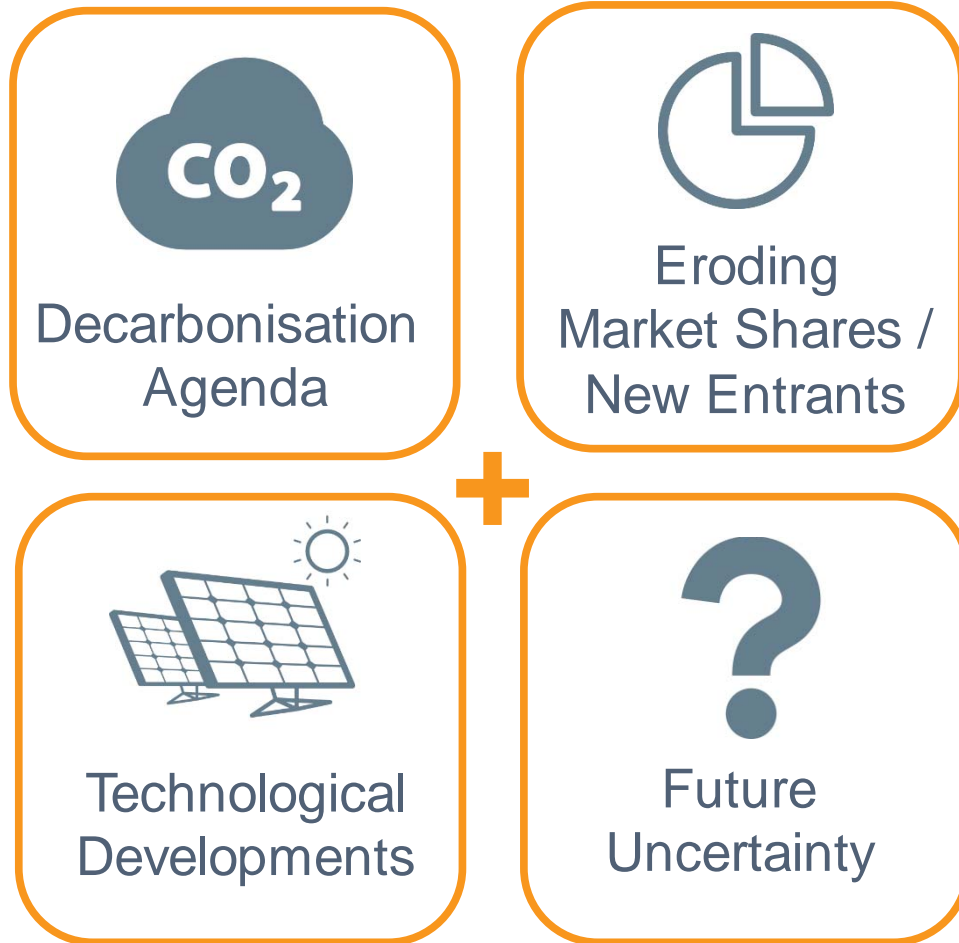 CO₂
Decarbonisation
Agenda
Eroding
Market Shares /
New Entrants
Technological
Developments
Future
Uncertainty